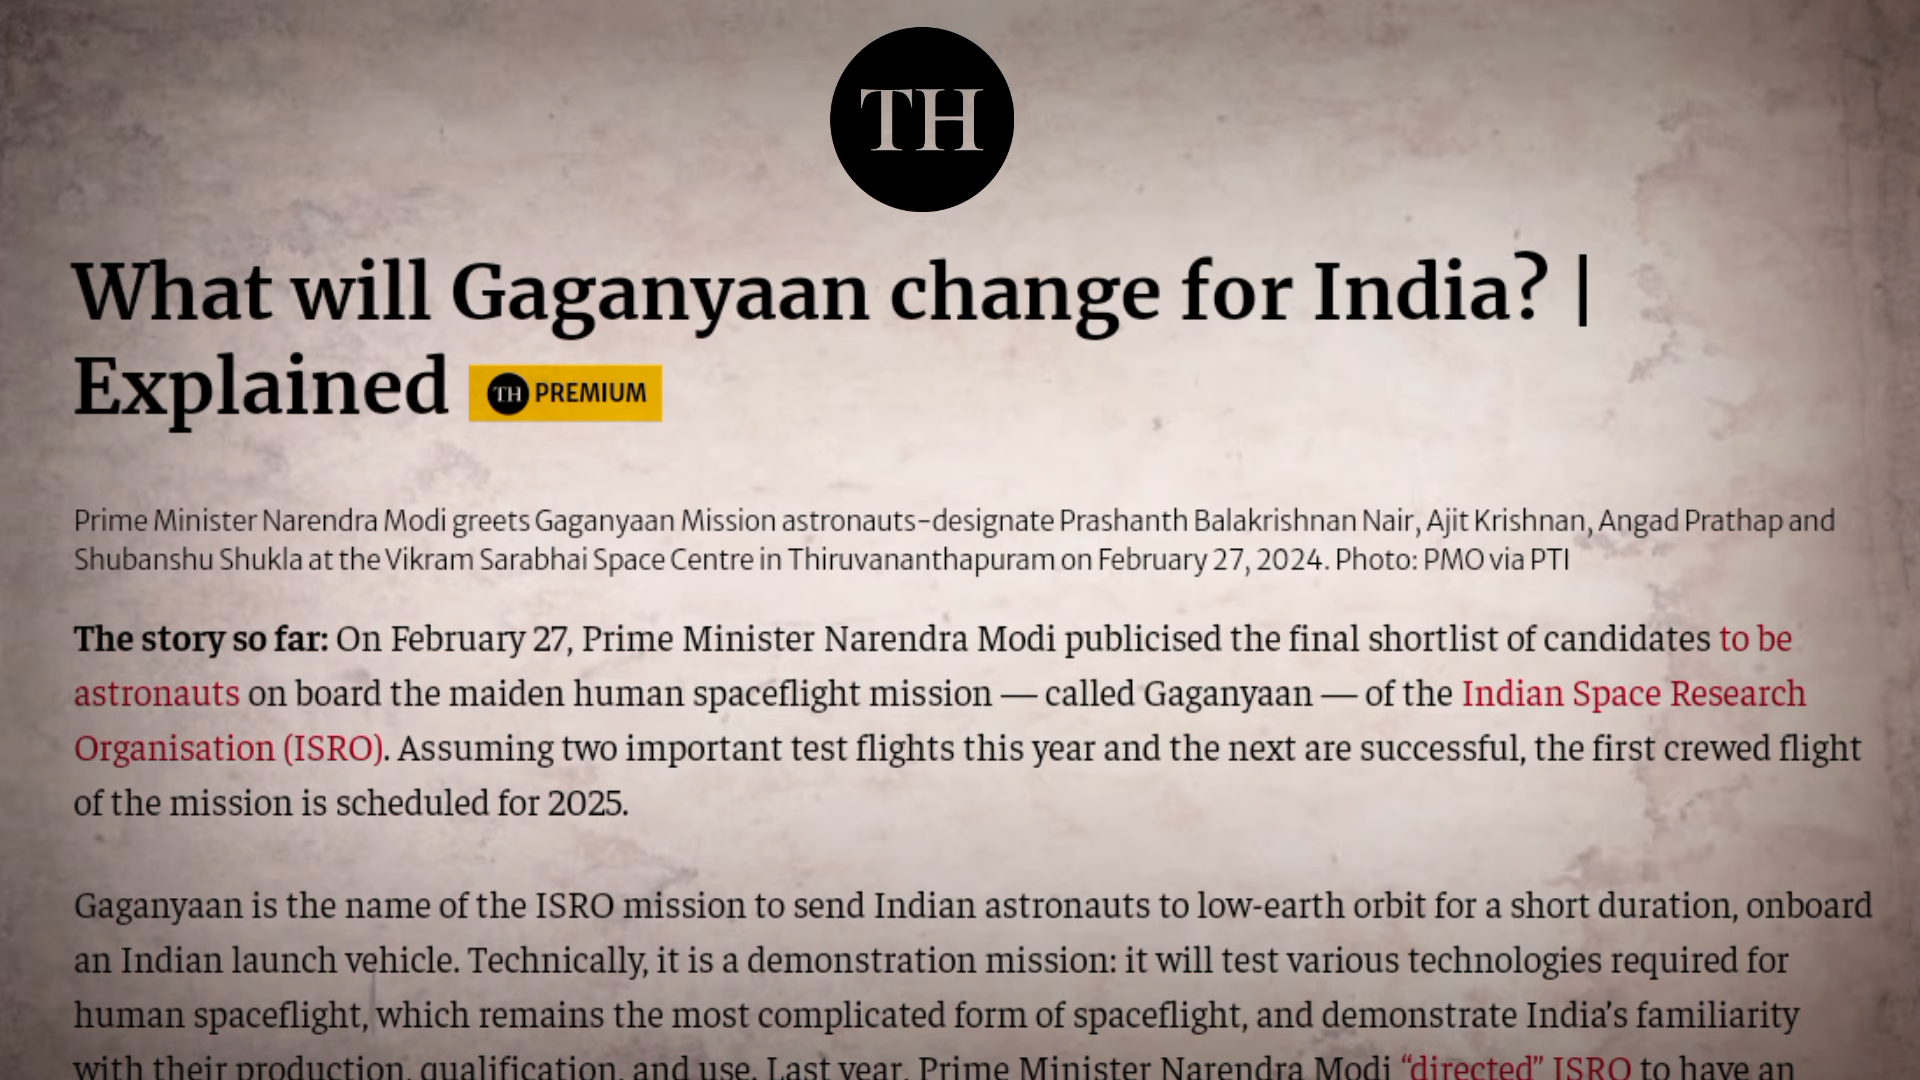 TH
What will Gaganyaan change for India? |
Explained TH PREMIUM
Prime Minister Narendra Modi greets Gaganyaan Mission astronauts-designate Prashanth Balakrishnan Nair, Ajit Krishnan, Angad Prathap and
Shubanshu Shukla at the Vikram Sarabhai Space Centre in Thiruvananthapuram on February 27, 2024. Photo: PMO via PTI
The story so far: On February 27, Prime Minister Narendra Modi publicised the final shortlist of candidates to be
astronauts on board the maiden human spaceflight mission — called Gaganyaan — of the Indian Space Research
Organisation (ISRO). Assuming two important test flights this year and the next are successful, the first crewed flight
of the mission is scheduled for 2025.
Gaganyaan is the name of the ISRO mission to send Indian astronauts to low-earth orbit for a short duration, onboard
an Indian launch vehicle. Technically, it is a demonstration mission: it will test various technologies required for
human spaceflight, which remains the most complicated form of spaceflight, and demonstrate India’s familiarity
with their production, qualification, and use. Last year, Prime Minister Narendra Modi “directed” ISRO to have an